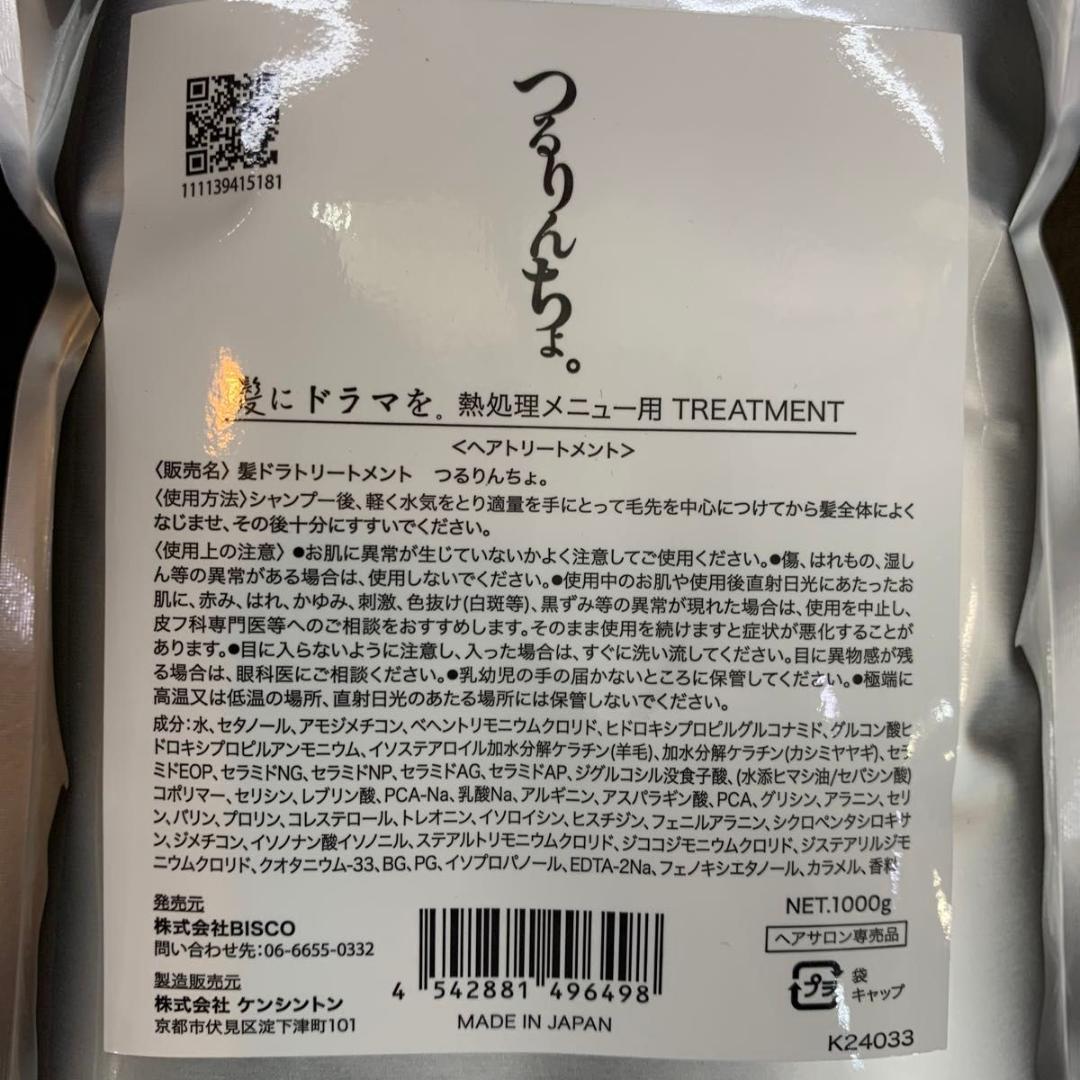 111139415181
つるりんちょ。
髪にドラマを。熱処理メニュー用 TREATMENT
<ヘアトリートメント>
〈販売名〉髪ドラトリートメント　つるりんちょ。
〈使用方法〉シャンプー後、軽く水気をとり適量を手にとって毛先を中心につけてから髪全体によく
なじませ、その後十分にすすいでください。
〈使用上の注意〉●お肌に異常が生じていないかよく注意してご使用ください。●傷、はれもの、湿し
ん等の異常がある場合は、使用しないでください。●使用中のお肌や使用後直射日光にあたったお
肌に、赤み、はれ、かゆみ、刺激、色抜け(白斑等)、黒ずみ等の異常が現れた場合は、使用を中止し、
皮フ科専門医等へのご相談をおすすめします。そのまま使用を続けますと症状が悪化することが
あります。●目に入らないように注意し、入った場合は、すぐに洗い流してください。目に異物感が残
る場合は、眼科医にご相談ください。●乳幼児の手の届かないところに保管してください。●極端に
高温又は低温の場所、直射日光のあたる場所には保管しないでください。
成分:水、セタノール、アモジメチコン、ベヘントリモニウムクロリド、ヒドロキシプロピルグルコナミド、グルコン酸ヒ
ドロキシプロピルアンモニウム、イソステアロイル加水分解ケラチン(羊毛)、加水分解ケラチン(カシミヤヤギ)、セラ
ミドEOP、セラミドNG、セラミドNP、セラミドAG、セラミドAP、ジグルコシル没食子酸、(水添ヒマシ油/セバシン酸)
コポリマー、セリシン、レブリン酸、PCA-Na、乳酸Na、アルギニン、アスパラギン酸、PCA、グリシン、アラニン、セリ
ン、バリン、プロリン、コレステロール、トレオニン、イソロイシン、ヒスチジン、フェニルアラニン、シクロペンタシロキサ
ン、ジメチコン、イソノナン酸イソノニル、ステアルトリモニウムクロリド、ジココジモニウムクロリド、ジステアリルジモ
ニウムクロリド、クオタニウム-33、BG、PG、イソプロパノール、EDTA-2Na、フェノキシエタノール、カラメル、香料
発売元
株式会社BISCO
問い合わせ先:06-6655-0332
製造販売元
株式会社 ケンシントン
京都市伏見区淀下津町101
4 542881 496498
MADE IN JAPAN
NET.1000g
ヘアサロン専売品
プラ
袋
キャップ
K24033